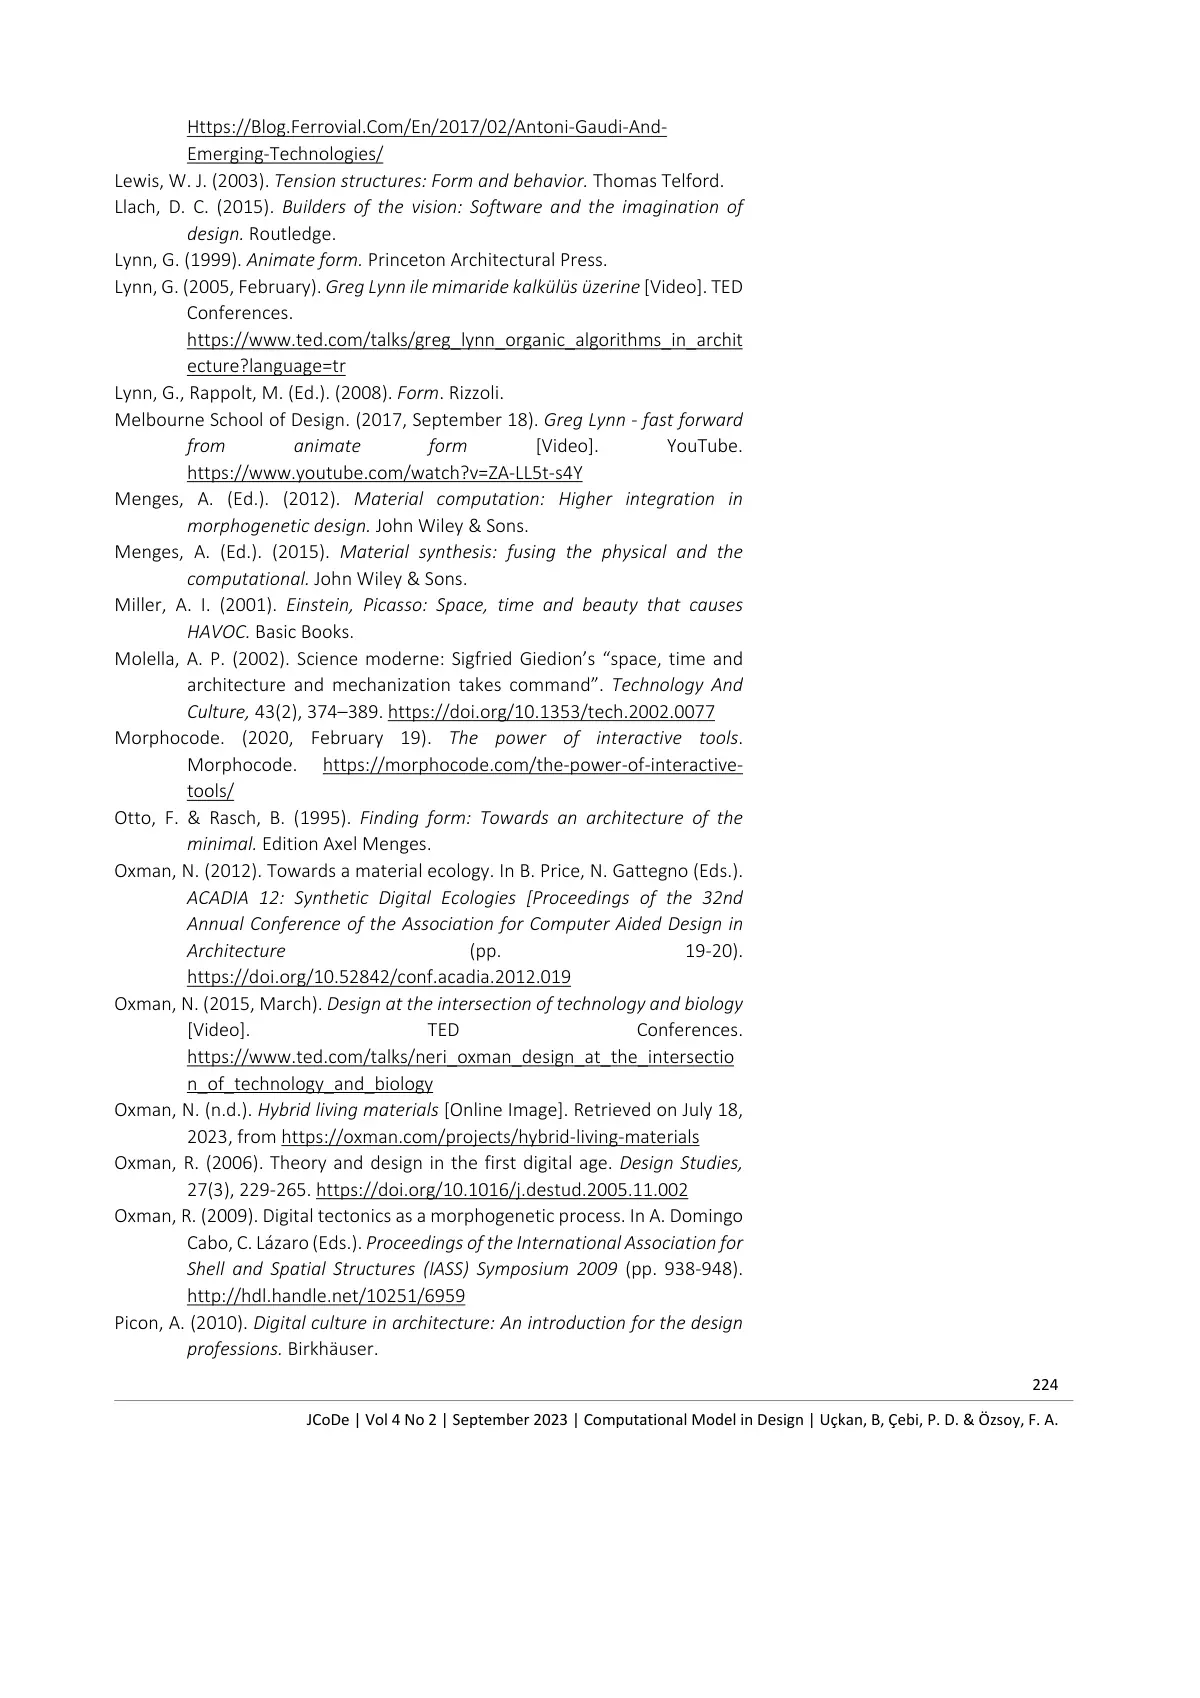 Https://Blog.Ferrovial.Com/En/2017/02/Antoni-Gaudi-And-
Emerging-Technologies/
Lewis, W. J. (2003). Tension structures: Form and behavior. Thomas Telford.
Llach, D. C. (2015). Builders of the vision: Software and the imagination of
design. Routledge.
Lynn, G. (1999). Animate form. Princeton Architectural Press.
Lynn, G. (2005, February). Greg Lynn ile mimaride kalkülüs üzerine [Video]. TED
Conferences.
https://www.ted.com/talks/greg_lynn_organic_algorithms_in_archit
ecture?language=tr
Lynn, G., Rappolt, M. (Ed.). (2008). Form. Rizzoli.
Melbourne School of Design. (2017, September 18). Greg Lynn - fast forward
from animate form [Video]. YouTube.
https://www.youtube.com/watch?v=ZA-LL5t-s4Y
Menges, A. (Ed.). (2012). Material computation: Higher integration in
morphogenetic design. John Wiley & Sons.
Menges, A. (Ed.). (2015). Material synthesis: fusing the physical and the
computational. John Wiley & Sons.
Miller, A. I. (2001). Einstein, Picasso: Space, time and beauty that causes
HAVOC. Basic Books.
Molella, A. P. (2002). Science moderne: Sigfried Giedion’s “space, time and
architecture and mechanization takes command”. Technology And
Culture, 43(2), 374–389. https://doi.org/10.1353/tech.2002.0077
Morphocode. (2020, February 19). The power of interactive tools.
Morphocode. https://morphocode.com/the-power-of-interactive-
tools/
Otto, F. & Rasch, B. (1995). Finding form: Towards an architecture of the
minimal. Edition Axel Menges.
Oxman, N. (2012). Towards a material ecology. In B. Price, N. Gattegno (Eds.).
ACADIA 12: Synthetic Digital Ecologies [Proceedings of the 32nd
Annual Conference of the Association for Computer Aided Design in
Architecture (pp. 19-20).
https://doi.org/10.52842/conf.acadia.2012.019
Oxman, N. (2015, March). Design at the intersection of technology and biology
[Video]. TED Conferences.
https://www.ted.com/talks/neri_oxman_design_at_the_intersectio
n_of_technology_and_biology
Oxman, N. (n.d.). Hybrid living materials [Online Image]. Retrieved on July 18,
2023, from https://oxman.com/projects/hybrid-living-materials
Oxman, R. (2006). Theory and design in the first digital age. Design Studies,
27(3), 229-265. https://doi.org/10.1016/j.destud.2005.11.002
Oxman, R. (2009). Digital tectonics as a morphogenetic process. In A. Domingo
Cabo, C. Lázaro (Eds.). Proceedings of the International Association for
Shell and Spatial Structures (IASS) Symposium 2009 (pp. 938-948).
http://hdl.handle.net/10251/6959
Picon, A. (2010). Digital culture in architecture: An introduction for the design
professions. Birkhäuser.
224
JCoDe | Vol 4 No 2 | September 2023 | Computational Model in Design | Uçkan, B, Çebi, P. D. & Özsoy, F. A.